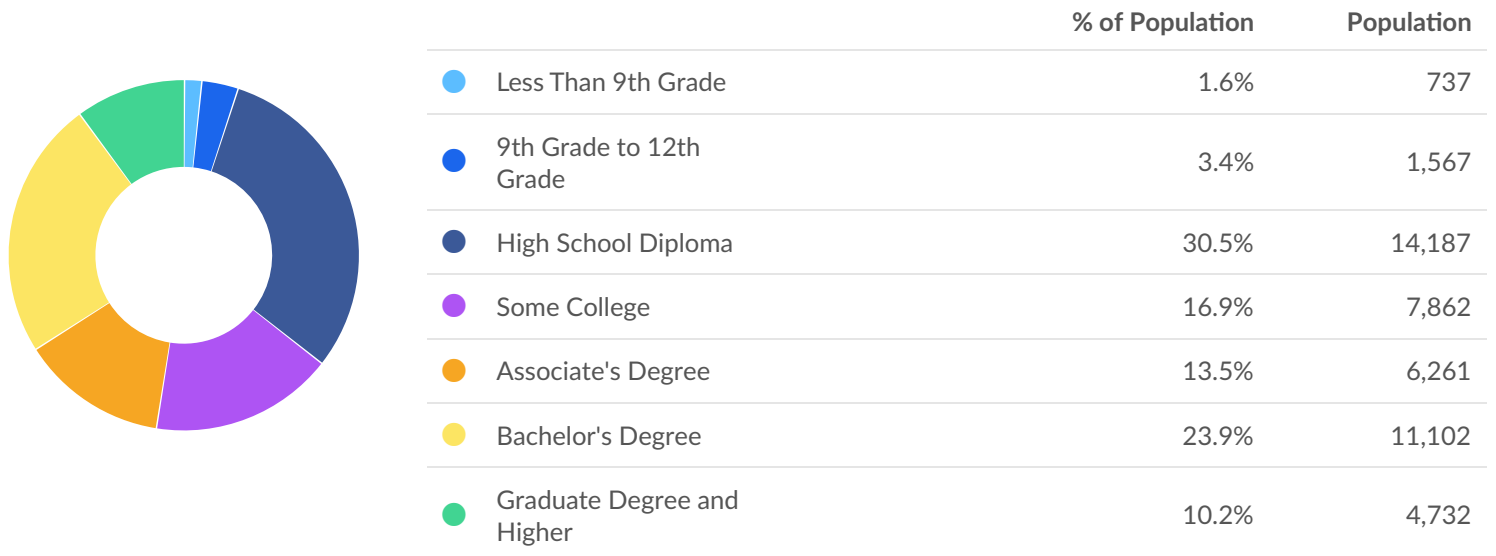 % of Population Population
Less Than 9th Grade 1.6% 737
9th Grade to 12th
Grade 3.4% 1,567
High School Diploma 30.5% 14,187
Some College 16.9% 7,862
Associate's Degree 13.5% 6,261
Bachelor's Degree 23.9% 11,102
Graduate Degree and
Higher 10.2% 4,732